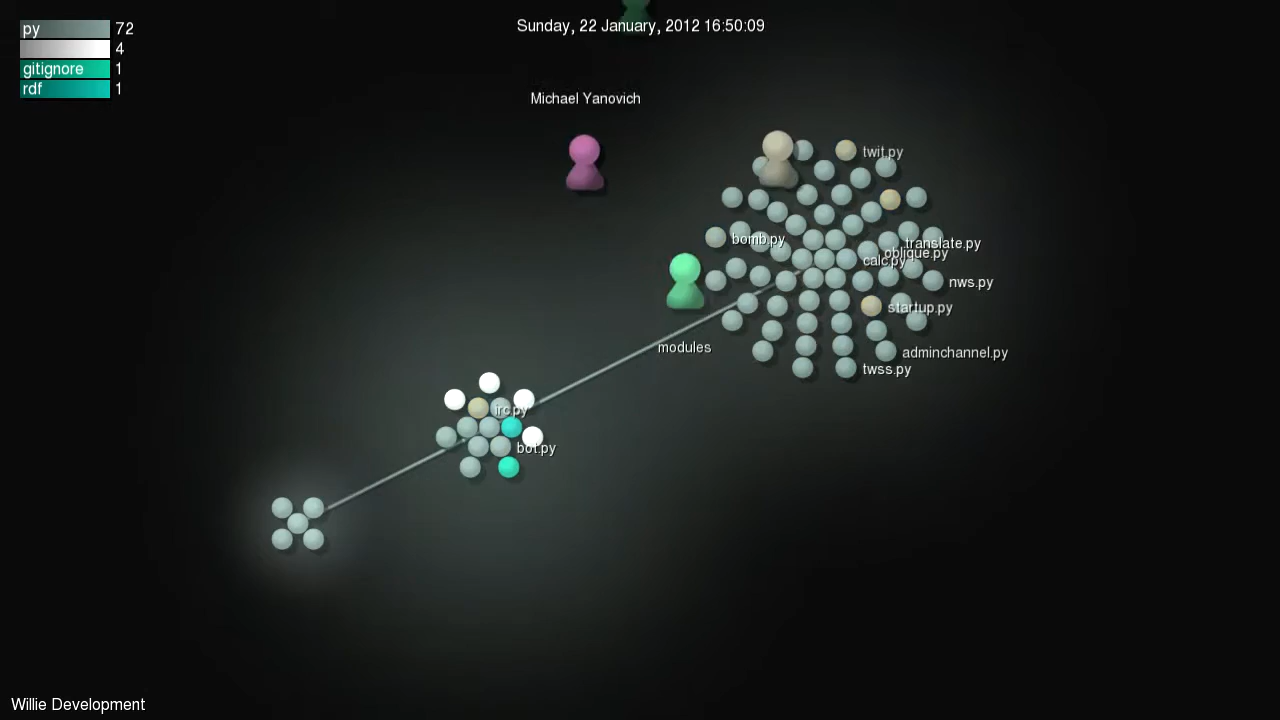 Sunday, 22 January, 2012 16:50:09
py 72
4
gitignore 1
rdf 1
Michael Yanovich
twit.py
bomb.py
translate.py
oblique.py
calc.py
nws.py
startup.py
modules
adminchannel.py
twss.py
irc.py
bot.py
Willie Development